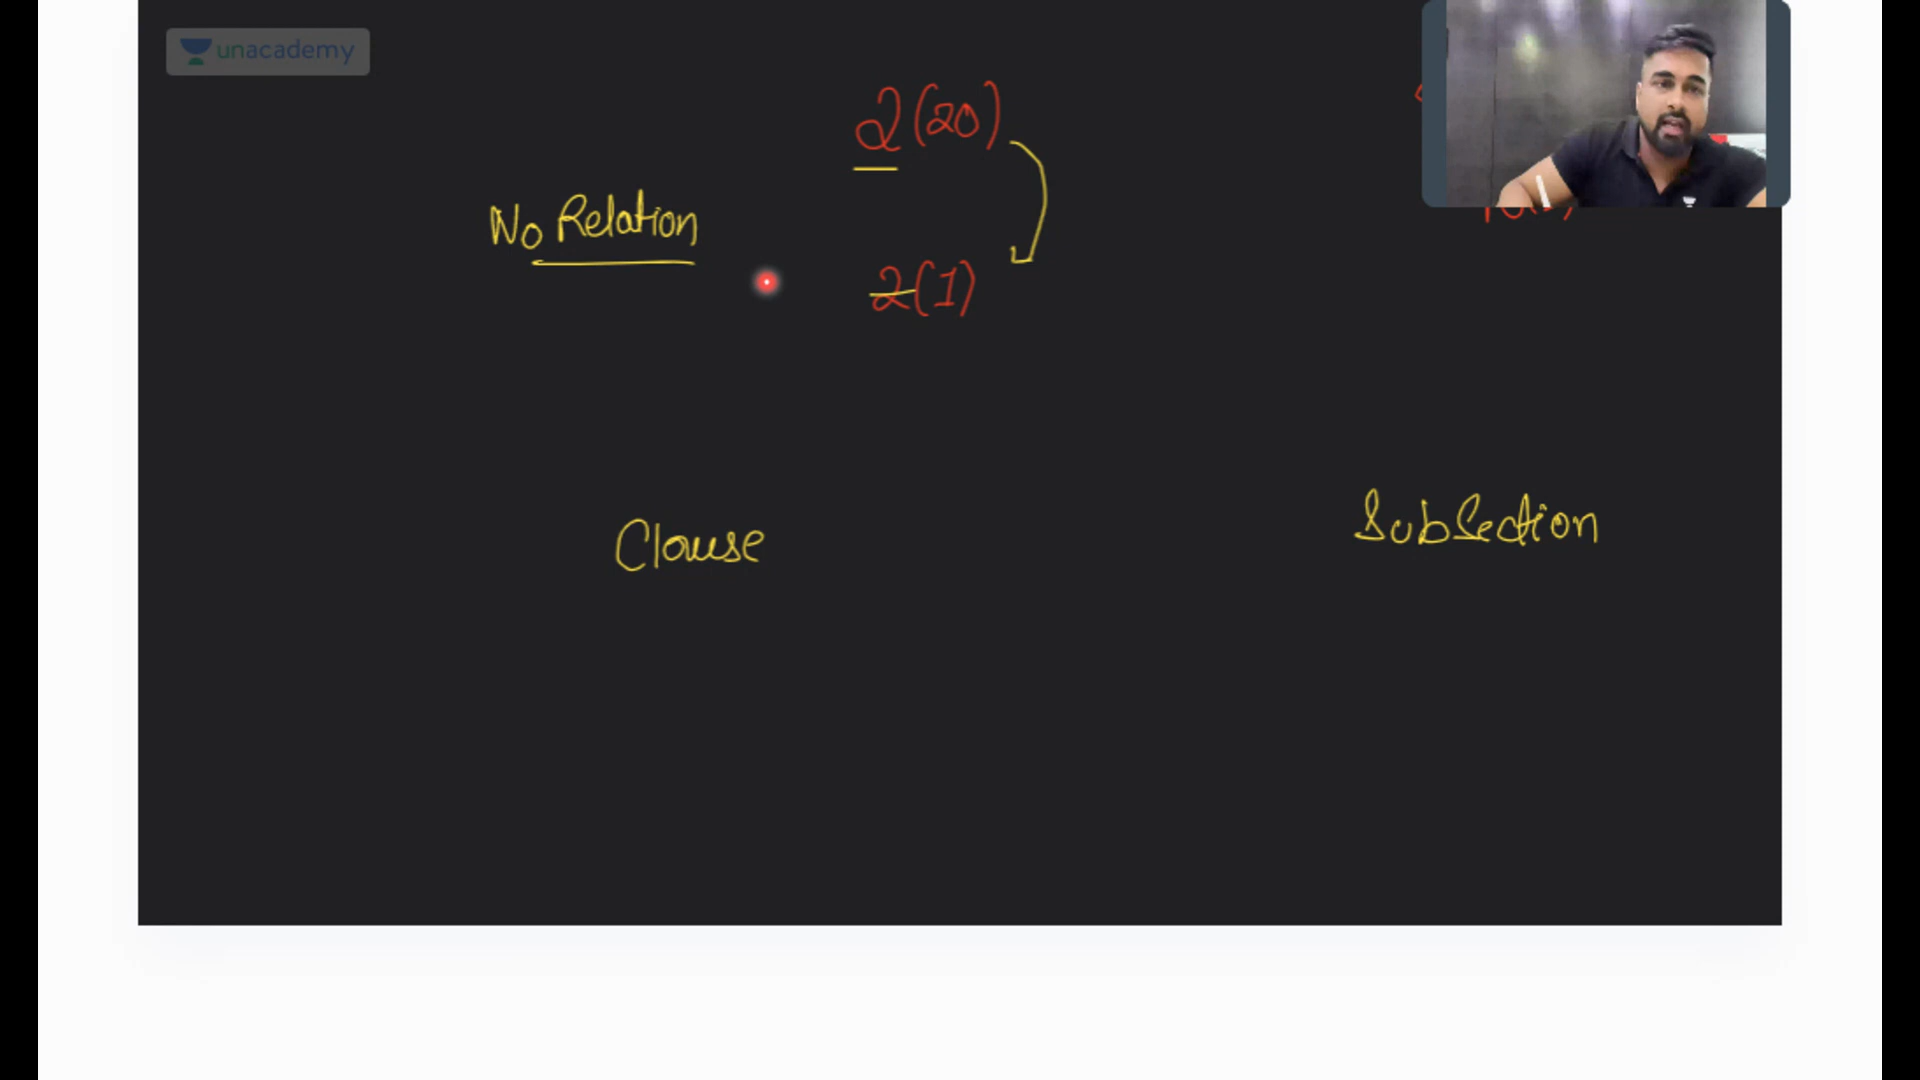 unacademy
2(20)
No Relation
2(1)
Clause
SubSection